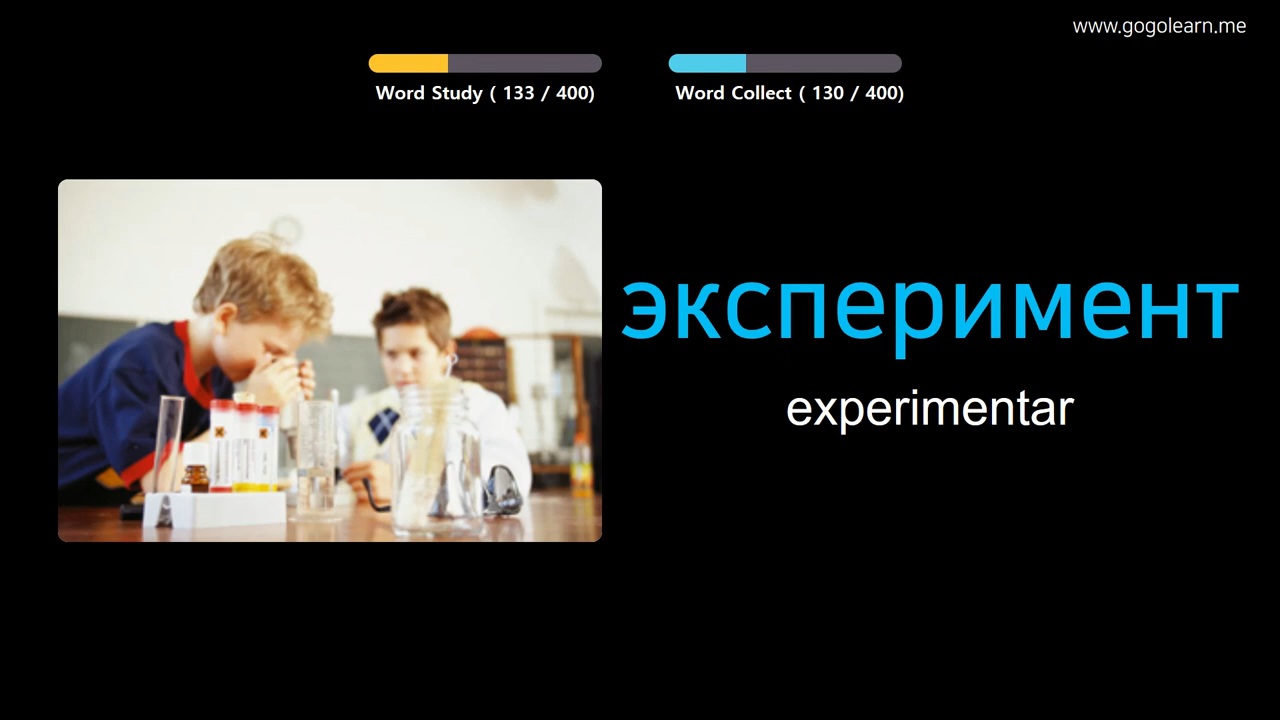 www.gogolearn.me
Word Study ( 133 / 400)
Word Collect ( 130 / 400)
эксперимент
experimentar